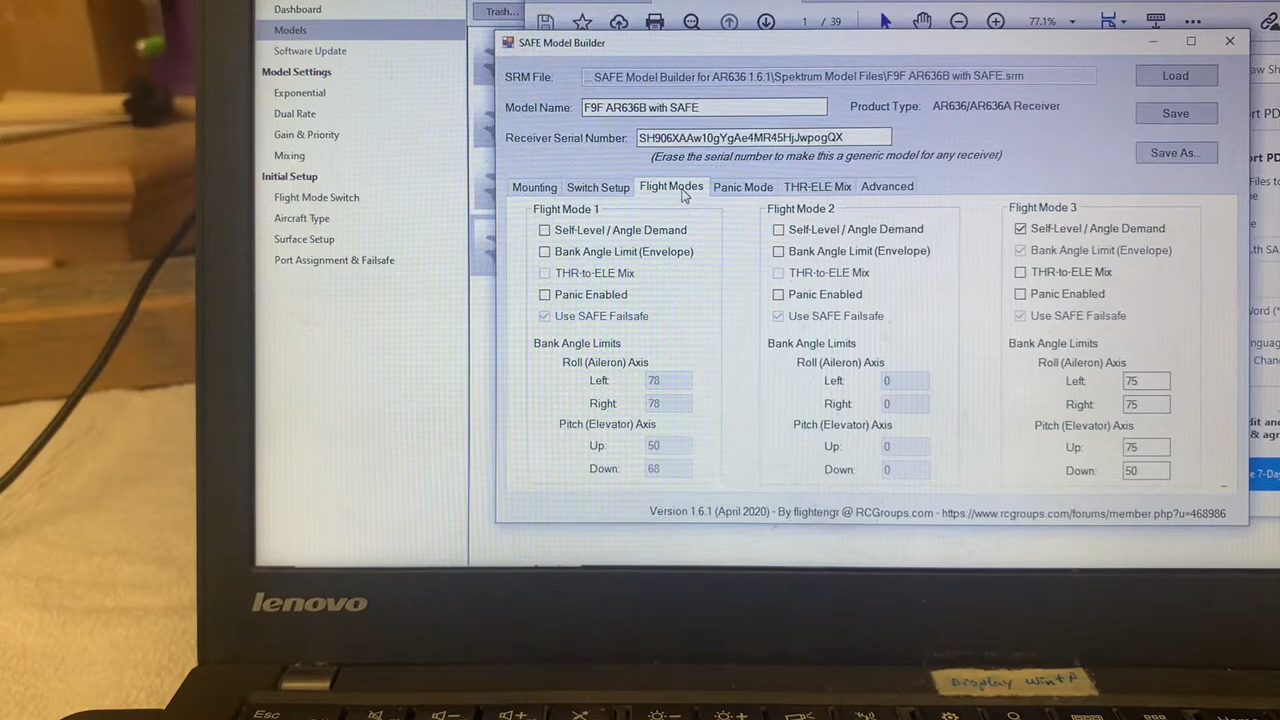 Dashboard
Models
Software Update
Model Settings
Exponential
Dual Rate
Gain & Priority
Mixing
Initial Setup
Flight Mode Switch
Aircraft Type
Surface Setup
Port Assignment & Failsafe
Trash...
1 / 39
77.1%
SAFE Model Builder
SRM File: ... SAFE Model Builder for AR636 1.6.1\Spektrum Model Files\F9F AR636B with SAFE.srm
Load
Model Name: F9F AR636B with SAFE
Product Type: AR636/AR636A Receiver
Save
Receiver Serial Number: SH906XAAw10gYgAe4MR45HjJwpogQX
(Erase the serial number to make this a generic model for any receiver)
Save As...
Mounting Switch Setup Flight Modes Panic Mode THR-ELE Mix Advanced
Flight Mode 1
Self-Level / Angle Demand
Bank Angle Limit (Envelope)
THR-to-ELE Mix
Panic Enabled
Use SAFE Failsafe
Bank Angle Limits
Roll (Aileron) Axis
Left: 78
Right: 78
Pitch (Elevator) Axis
Up: 50
Down: 68
Flight Mode 2
Self-Level / Angle Demand
Bank Angle Limit (Envelope)
THR-to-ELE Mix
Panic Enabled
Use SAFE Failsafe
Bank Angle Limits
Roll (Aileron) Axis
Left: 0
Right: 0
Pitch (Elevator) Axis
Up: 0
Down: 0
Flight Mode 3
Self-Level / Angle Demand
Bank Angle Limit (Envelope)
THR-to-ELE Mix
Panic Enabled
Use SAFE Failsafe
Bank Angle Limits
Roll (Aileron) Axis
Left: 75
Right: 75
Pitch (Elevator) Axis
Up: 75
Down: 50
Version 1.6.1 (April 2020) - By flightengr @ RCGroups.com - https://www.rcgroups.com/forums/member.php?u=468986
lenovo
Display Win+P
Esc